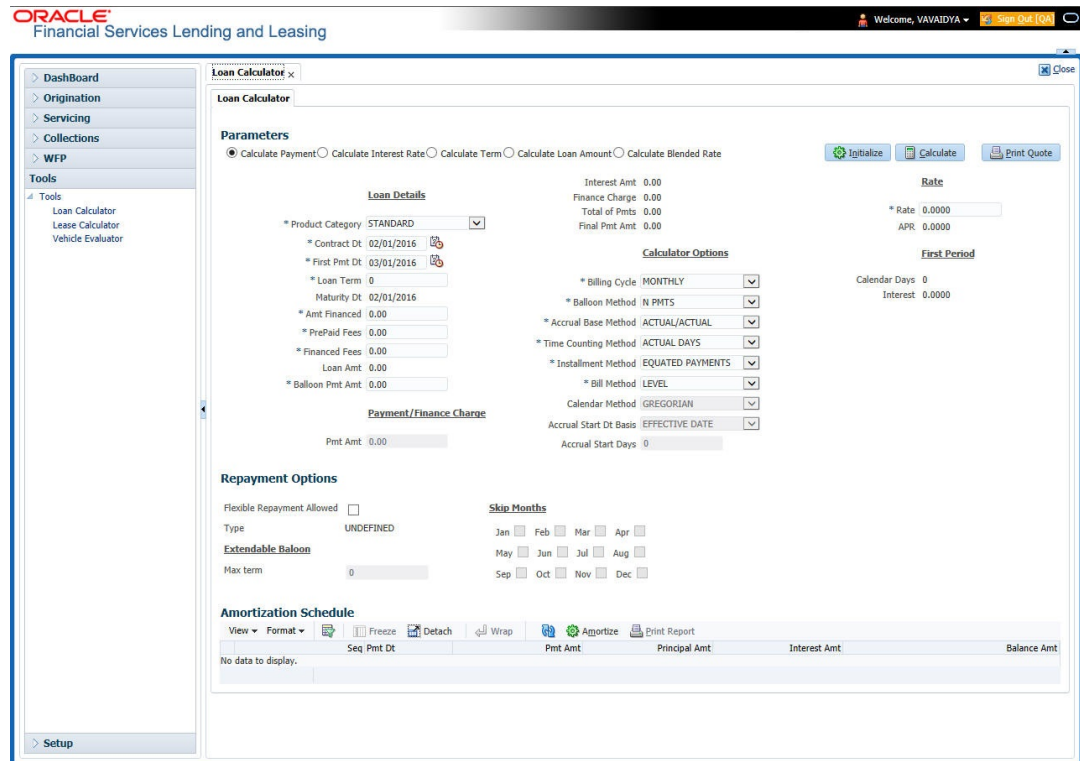 ORACLE
Financial Services Lending and Leasing
Welcome, VAVAIDYA
Sign Out [QA]
Close
DashBoard
Origination
Servicing
Collections
WFP
Tools
Tools
Loan Calculator
Lease Calculator
Vehicle Evaluator
Setup
Loan Calculator ×
Loan Calculator
Parameters
Calculate Payment Calculate Interest Rate Calculate Term Calculate Loan Amount Calculate Blended Rate
Initialize Calculate Print Quote
Loan Details
* Product Category STANDARD
* Contract Dt 02/01/2016
* First Pmt Dt 03/01/2016
* Loan Term 0
Maturity Dt 02/01/2016
* Amt Financed 0.00
* PrePaid Fees 0.00
* Financed Fees 0.00
Loan Amt 0.00
* Balloon Pmt Amt 0.00
Payment/Finance Charge
Pmt Amt 0.00
Interest Amt 0.00
Finance Charge 0.00
Total of Pmts 0.00
Final Pmt Amt 0.00
Calculator Options
* Billing Cycle MONTHLY
* Balloon Method N PMTS
* Accrual Base Method ACTUAL/ACTUAL
* Time Counting Method ACTUAL DAYS
* Installment Method EQUATED PAYMENTS
* Bill Method LEVEL
Calendar Method GREGORIAN
Accrual Start Dt Basis EFFECTIVE DATE
Accrual Start Days 0
Rate
* Rate 0.0000
APR 0.0000
First Period
Calendar Days 0
Interest 0.0000
Repayment Options
Flexible Repayment Allowed
Type UNDEFINED
Extendable Baloon
Max term 0
Skip Months
Jan Feb Mar Apr
May Jun Jul Aug
Sep Oct Nov Dec
Amortization Schedule
View Format Freeze Detach Wrap Amortize Print Report
Seq Pmt Dt Pmt Amt Principal Amt Interest Amt Balance Amt
No data to display.